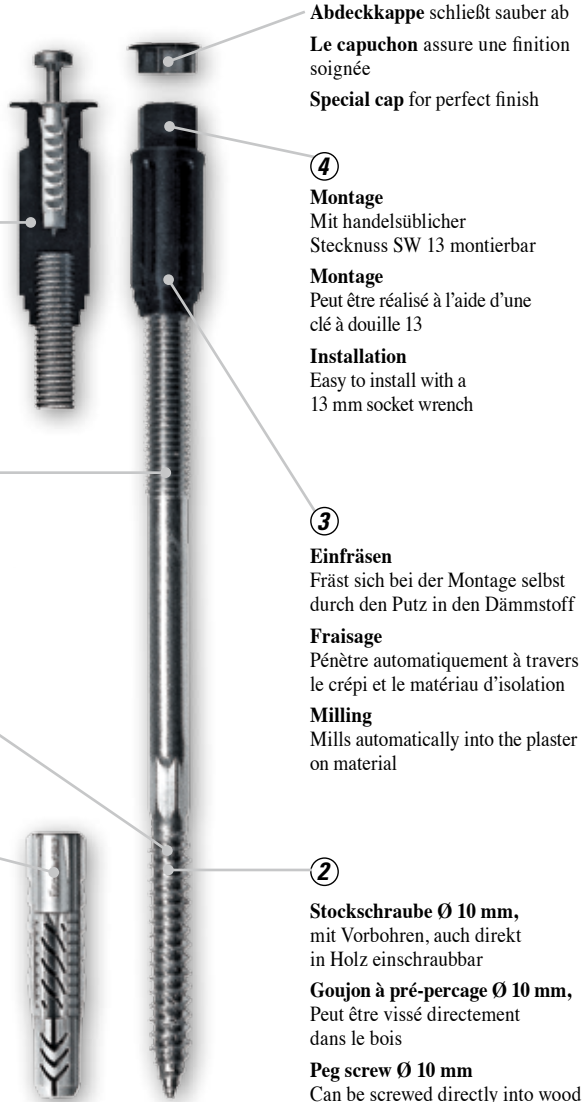 Abdeckkappe schließt sauber ab
Le capuchon assure une finition
soignée
Special cap for perfect finish
4
Montage
Mit handelsüblicher
Stecknuss SW 13 montierbar
Montage
Peut être réalisé à l’aide d’une
clé à douille 13
Installation
Easy to install with a
13 mm socket wrench
3
Einfräsen
Fräst sich bei der Montage selbst
durch den Putz in den Dämmstoff
Fraisage
Pénètre automatiquement à travers
le crépi et le matériau d’isolation
Milling
Mills automatically into the plaster
on material
2
Stockschraube Ø 10 mm,
mit Vorbohren, auch direkt
in Holz einschraubbar
Goujon à pré-percage Ø 10 mm,
Peut être vissé directement
dans le bois
Peg screw Ø 10 mm
Can be screwed directly into wood